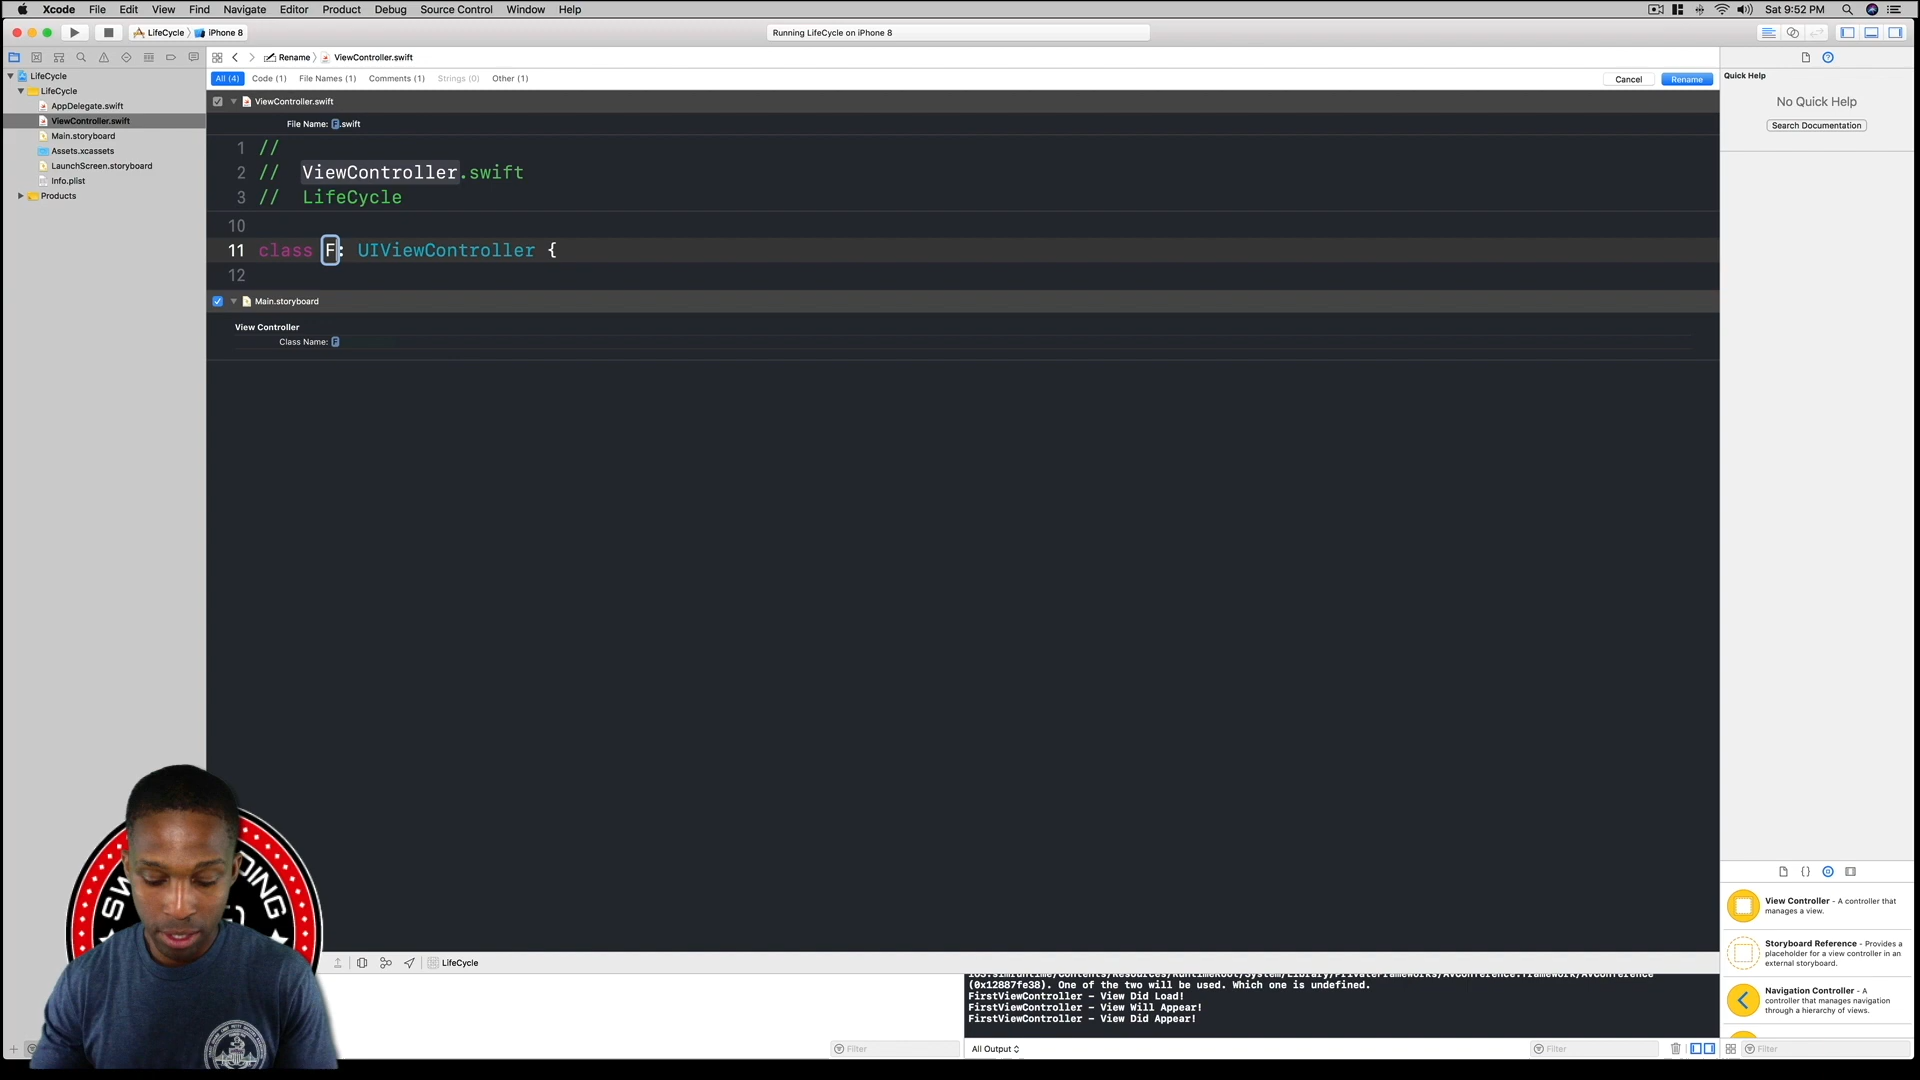 Xcode File Edit View Find Navigate Editor Product Debug Source Control Window Help
Sat 9:52 PM
LifeCycle iPhone 8
Running LifeCycle on iPhone 8
Rename ViewController.swift
LifeCycle
LifeCycle
AppDelegate.swift
ViewController.swift
Main.storyboard
Assets.xcassets
LaunchScreen.storyboard
Info.plist
Products
All (4) Code (1) File Names (1) Comments (1) Strings (0) Other (1)
Cancel Rename
ViewController.swift
File Name: F.swift
1 //
2 // ViewController.swift
3 // LifeCycle
10
11 class F: UIViewController {
12
Main.storyboard
View Controller
Class Name: F
Quick Help
No Quick Help
Search Documentation
View Controller - A controller that
manages a view.
Storyboard Reference - Provides a
placeholder for a view controller in an
external storyboard.
Navigation Controller - A
controller that manages navigation
through a hierarchy of views.
Filter
LifeCycle
(0x12887fe38). One of the two will be used. Which one is undefined.
FirstViewController - View Did Load!
FirstViewController - View Will Appear!
FirstViewController - View Did Appear!
Filter
All Output
Filter